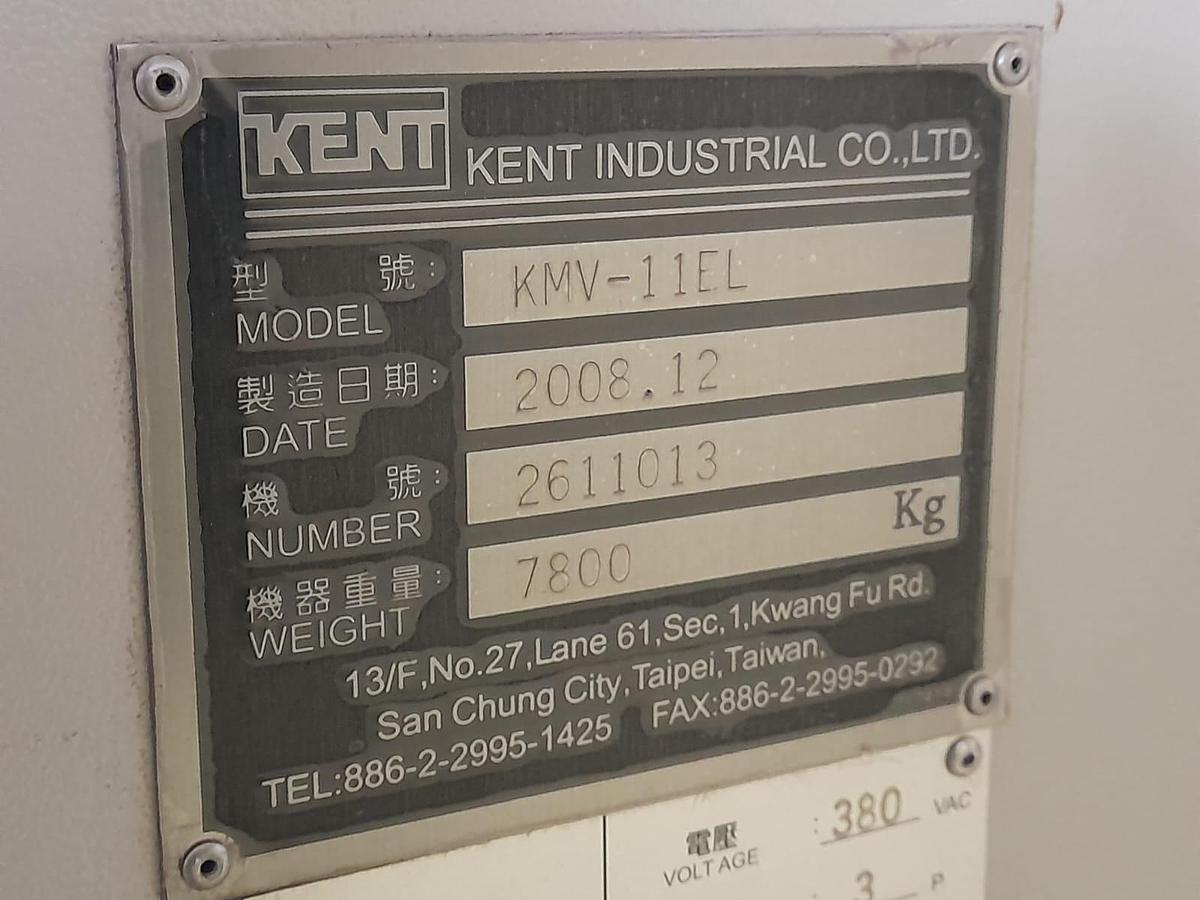 KENT KENT INDUSTRIAL CO.,LTD.
型 號: KMV-11EL
MODEL
製造日期: 2008.12
DATE
機 號: 2611013
NUMBER
機器重量: 7800 Kg
WEIGHT
13/F,No.27,Lane 61,Sec,1,Kwang Fu Rd.
San Chung City,Taipei,Taiwan,
TEL:886-2-2995-1425 FAX:886-2-2995-0292
電壓 : 380 VAC
VOLTAGE
: 3 P